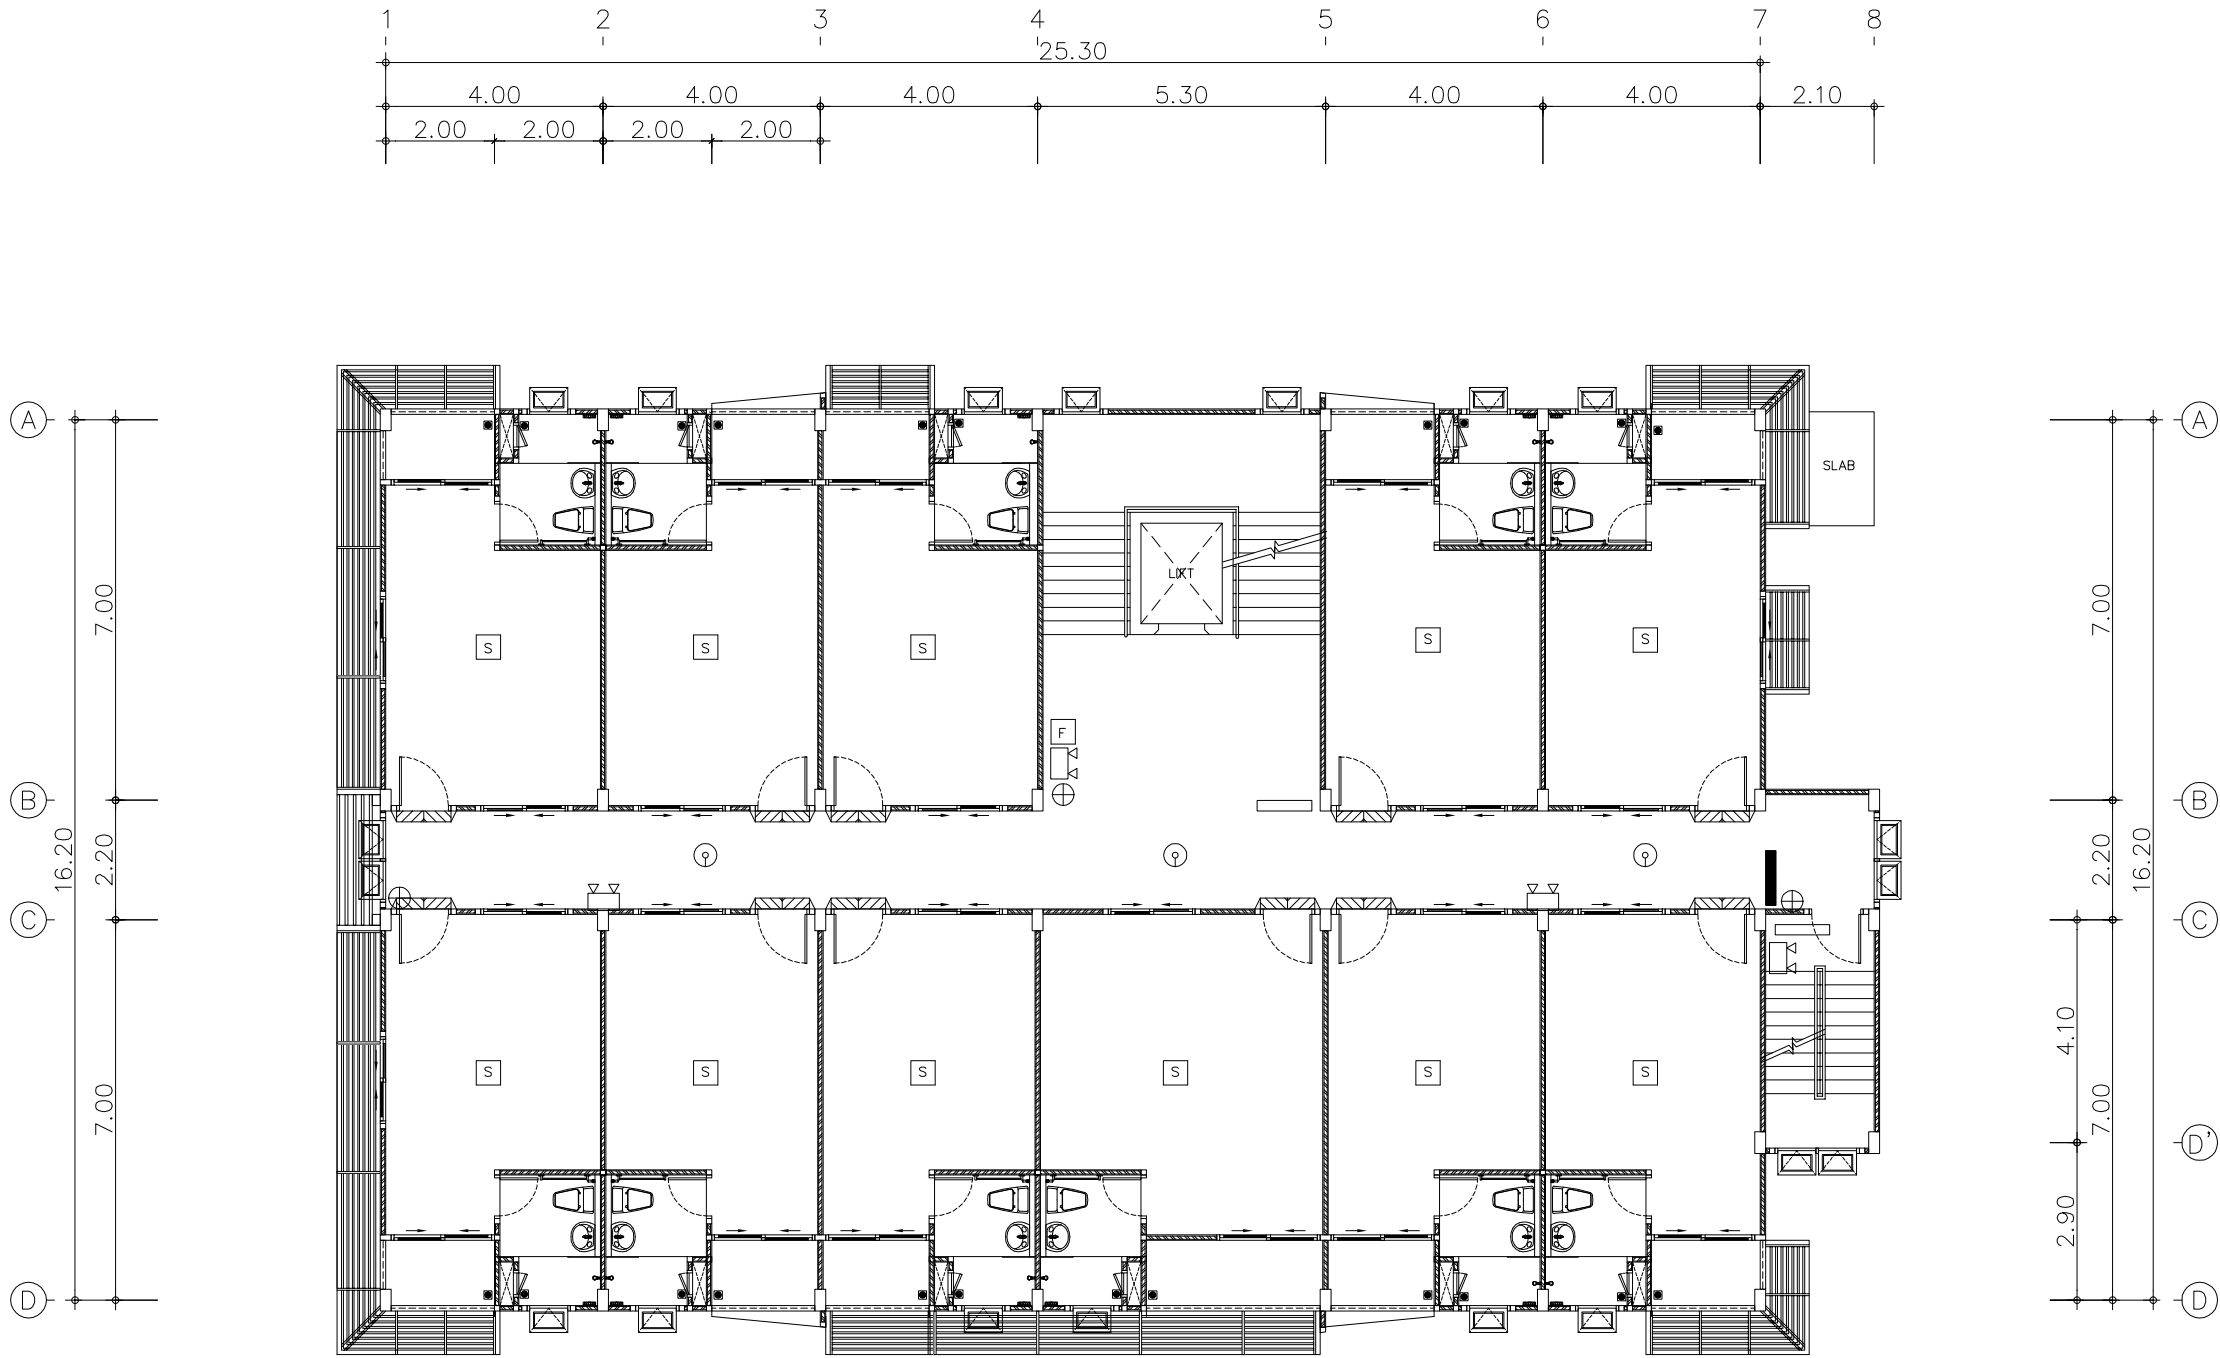 1 2 3 4 5 6 7 8
25.30
4.00 4.00 4.00 5.30 4.00 4.00 2.10
2.00 2.00 2.00 2.00
A A
SLAB
LIFT
7.00 7.00
S S S S S
F
B B
16.20 2.20 2.20 16.20
C C
4.10
S S S S S S
7.00 7.00
D'
2.90
D D